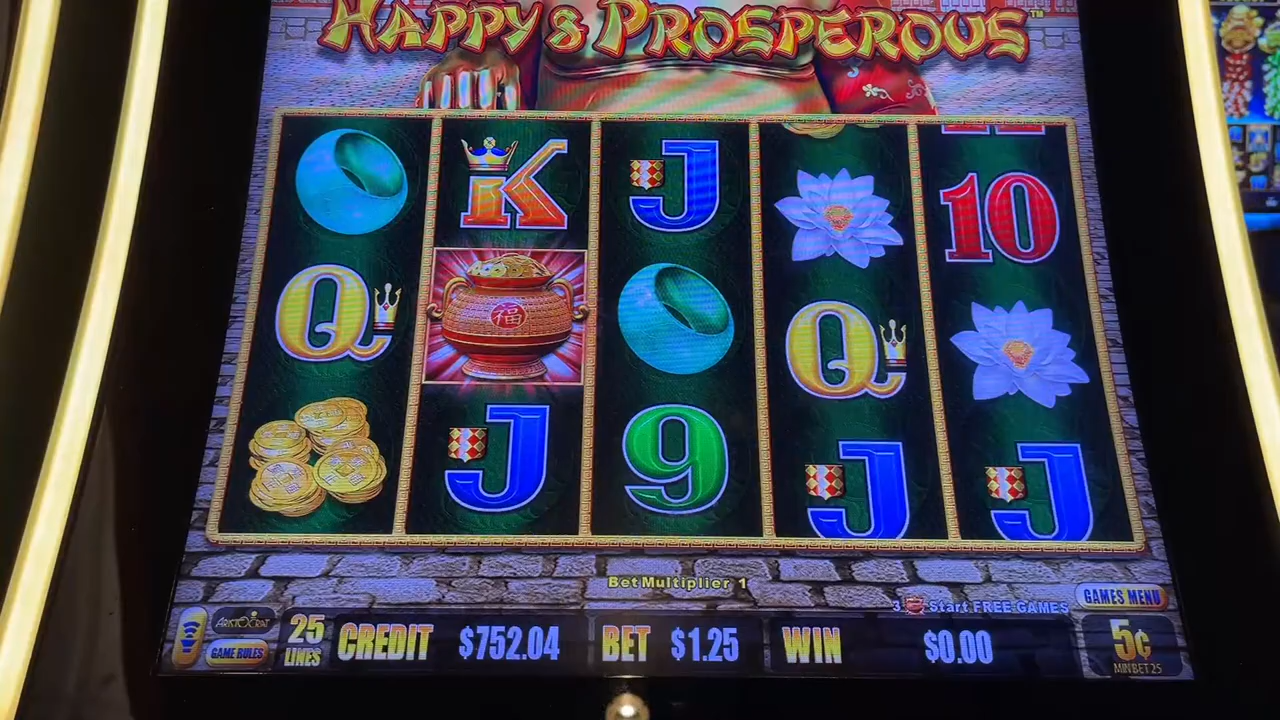 HAPPY & PROSPEROUS™
K J
10
Q 福 Q
J 9 J J
Bet Multiplier 1
3 Start FREE GAMES
GAMES MENU
ARISTOCRAT
GAME RULES
25
LINES
CREDIT $752.04
BET $1.25
WIN $0.00
5¢
MIN BET 25